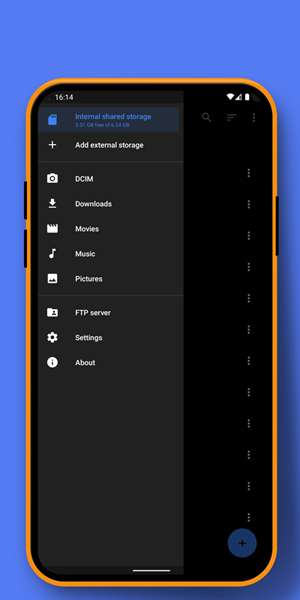 16:14
Internal shared storage
5.31 GB free of 6.24 GB
Add external storage
DCIM
Downloads
Movies
Music
Pictures
FTP server
Settings
About